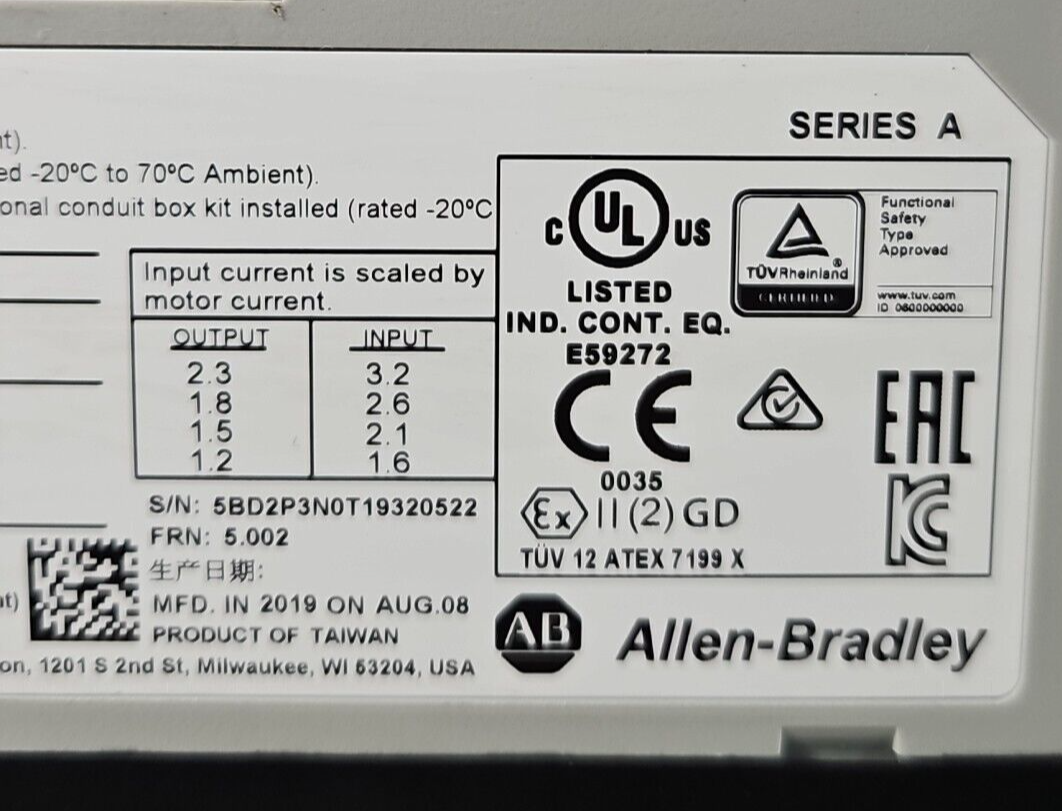 SERIES A
nt).
ed -20°C to 70°C Ambient).
onal conduit box kit installed (rated -20°C
Input current is scaled by
motor current.
OUTPUT INPUT
2.3 3.2
1.8 2.6
1.5 2.1
1.2 1.6
S/N: 5BD2P3N0T19320522
FRN: 5.002
生产日期:
MFD. IN 2019 ON AUG.08
PRODUCT OF TAIWAN
on, 1201 S 2nd St, Milwaukee, WI 53204, USA
C UL US
LISTED
IND. CONT. EQ.
E59272
TÜVRheinland®
CERTIFIED
Functional
Safety
Type
Approved
www.tuv.com
ID 0600000000
CE
0035
EAC
Ex II (2) GD
KC
TÜV 12 ATEX 7199 X
AB Allen-Bradley